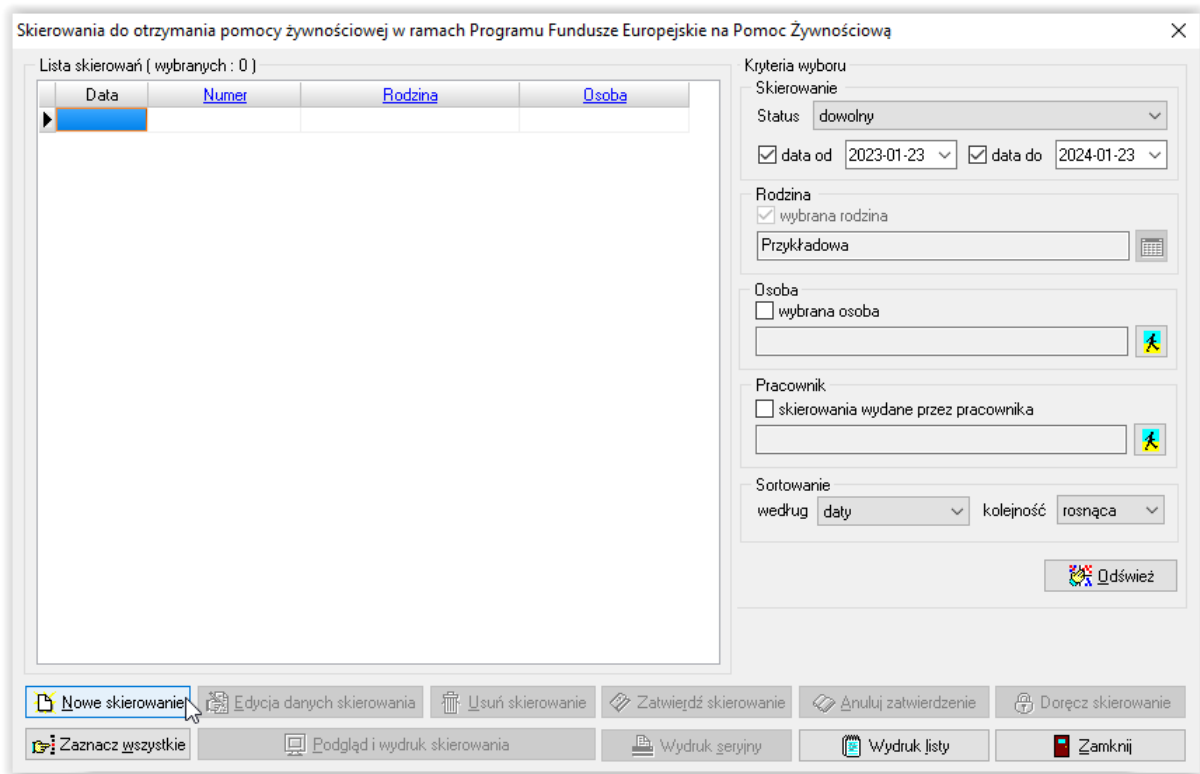 Skierowania do otrzymania pomocy żywnościowej w ramach Programu Fundusze Europejskie na Pomoc Żywnościową
Lista skierowań ( wybranych : 0 )
Data Numer Rodzina Osoba
Kryteria wyboru
Skierowanie
Status dowolny
data od 2023-01-23 data do 2024-01-23
Rodzina
wybrana rodzina
Przykładowa
Osoba
wybrana osoba
Pracownik
skierowania wydane przez pracownika
Sortowanie
według daty kolejność rosnąca
Odśwież
Nowe skierowanie Edycja danych skierowania Usuń skierowanie Zatwierdź skierowanie Anuluj zatwierdzenie Doręcz skierowanie
Zaznacz wszystkie Podgląd i wydruk skierowania Wydruk seryjny Wydruk listy Zamknij